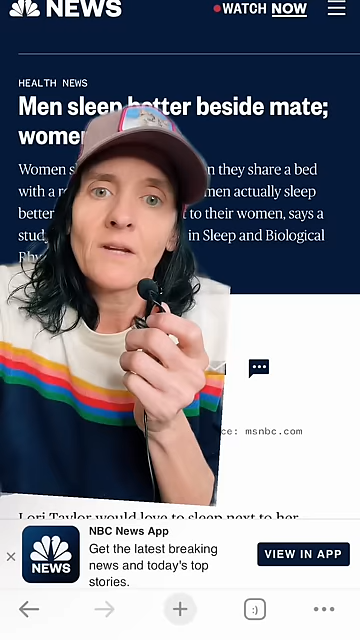 NEWS
WATCH NOW
HEALTH NEWS
Men sleep better beside mate;
women
Women s n they share a bed
with a r men actually sleep
better t to their women, says a
stud in Sleep and Biological
ce: msnbc.com
Lori Taylor would love to sleep next to her
NBC News App
Get the latest breaking
news and today's top
stories.
NEWS
VIEW IN APP